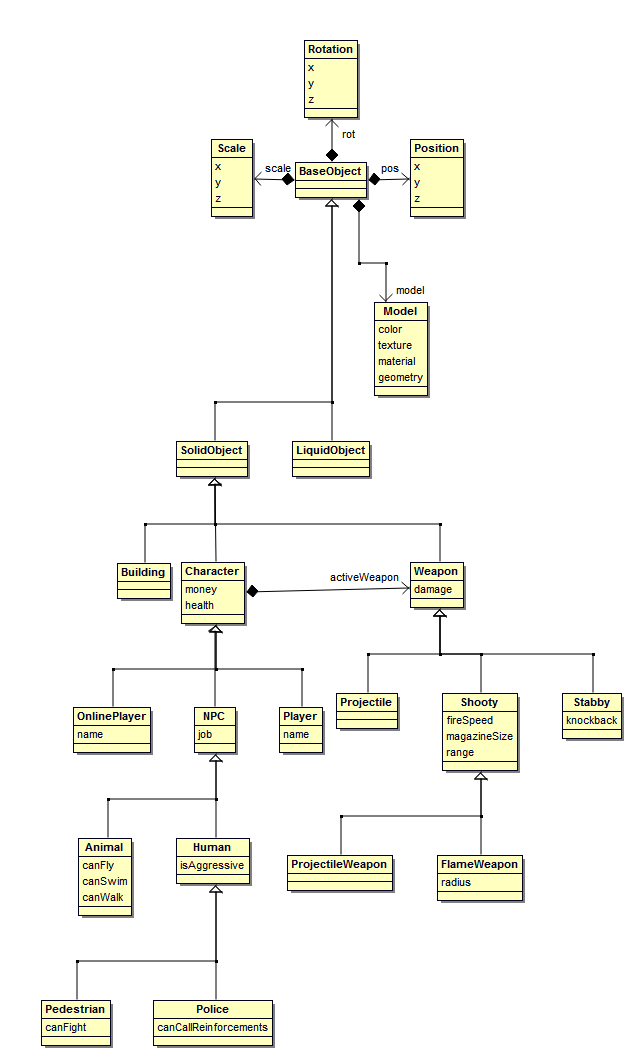 Rotation
x
y
z
rot
Scale
x
y
z
scale
BaseObject
pos
Position
x
y
z
model
Model
color
texture
material
geometry
SolidObject
LiquidObject
Building
Character
money
health
activeWeapon
Weapon
damage
OnlinePlayer
name
NPC
job
Player
name
Projectile
Shooty
fireSpeed
magazineSize
range
Stabby
knockback
Animal
canFly
canSwim
canWalk
Human
isAggressive
ProjectileWeapon
FlameWeapon
radius
Pedestrian
canFight
Police
canCallReinforcements